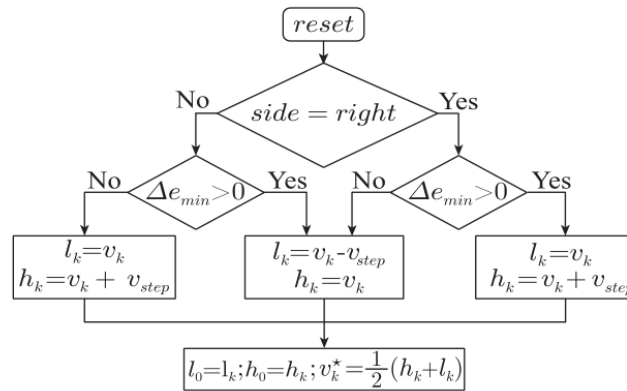 reset
No
Yes
side = right
No
Δe_min>0
Yes
No
Δe_min>0
Yes
l_k=v_k
h_k=v_k + v_step
l_k=v_k-v_step
h_k=v_k
l_k=v_k
h_k=v_k+v_step
l_0=l_k;h_0=h_k;v_k^⋆=1/2(h_k+l_k)